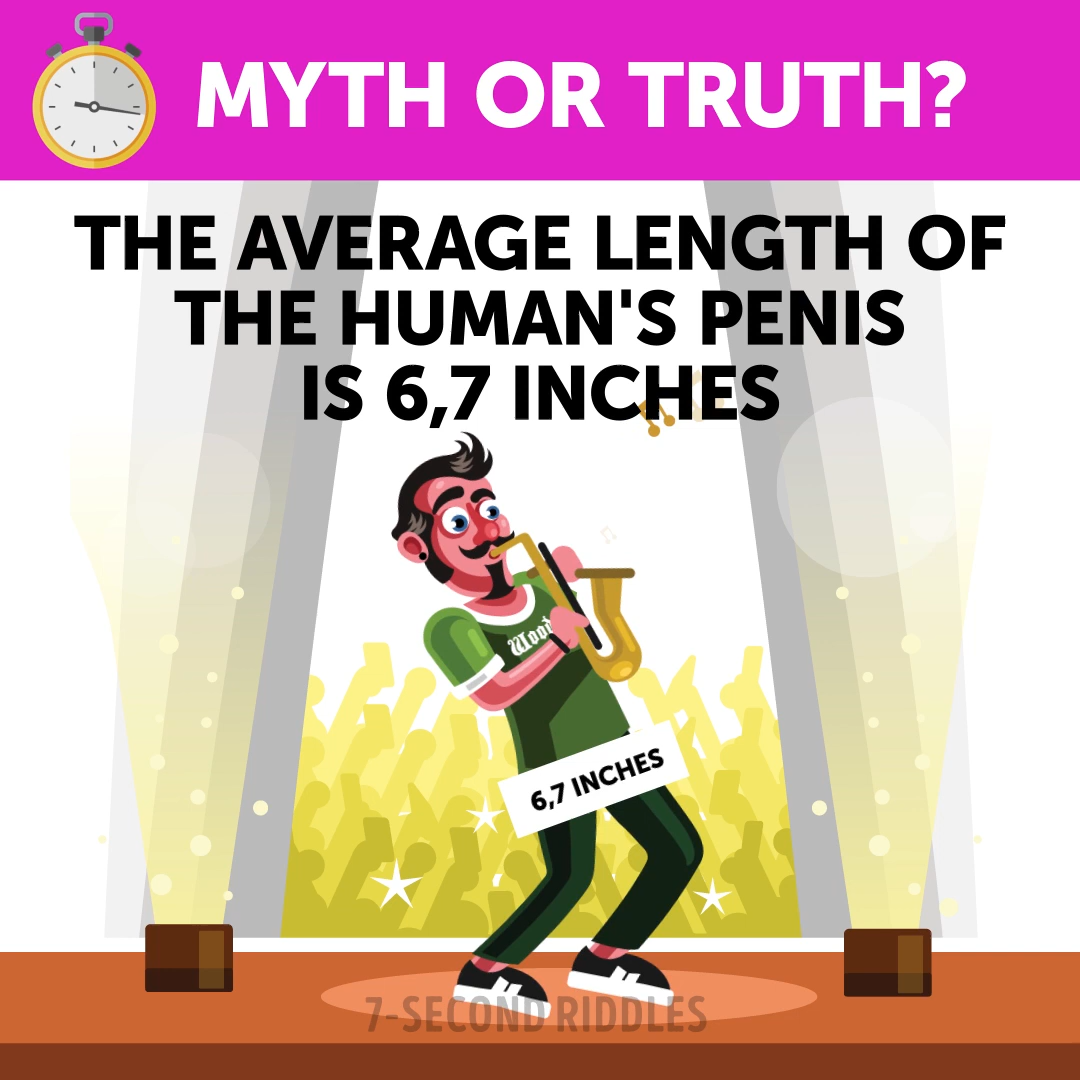 MYTH OR TRUTH?
THE AVERAGE LENGTH OF
THE HUMAN'S PENIS
IS 6,7 INCHES
6,7 INCHES
7-SECOND RIDDLES